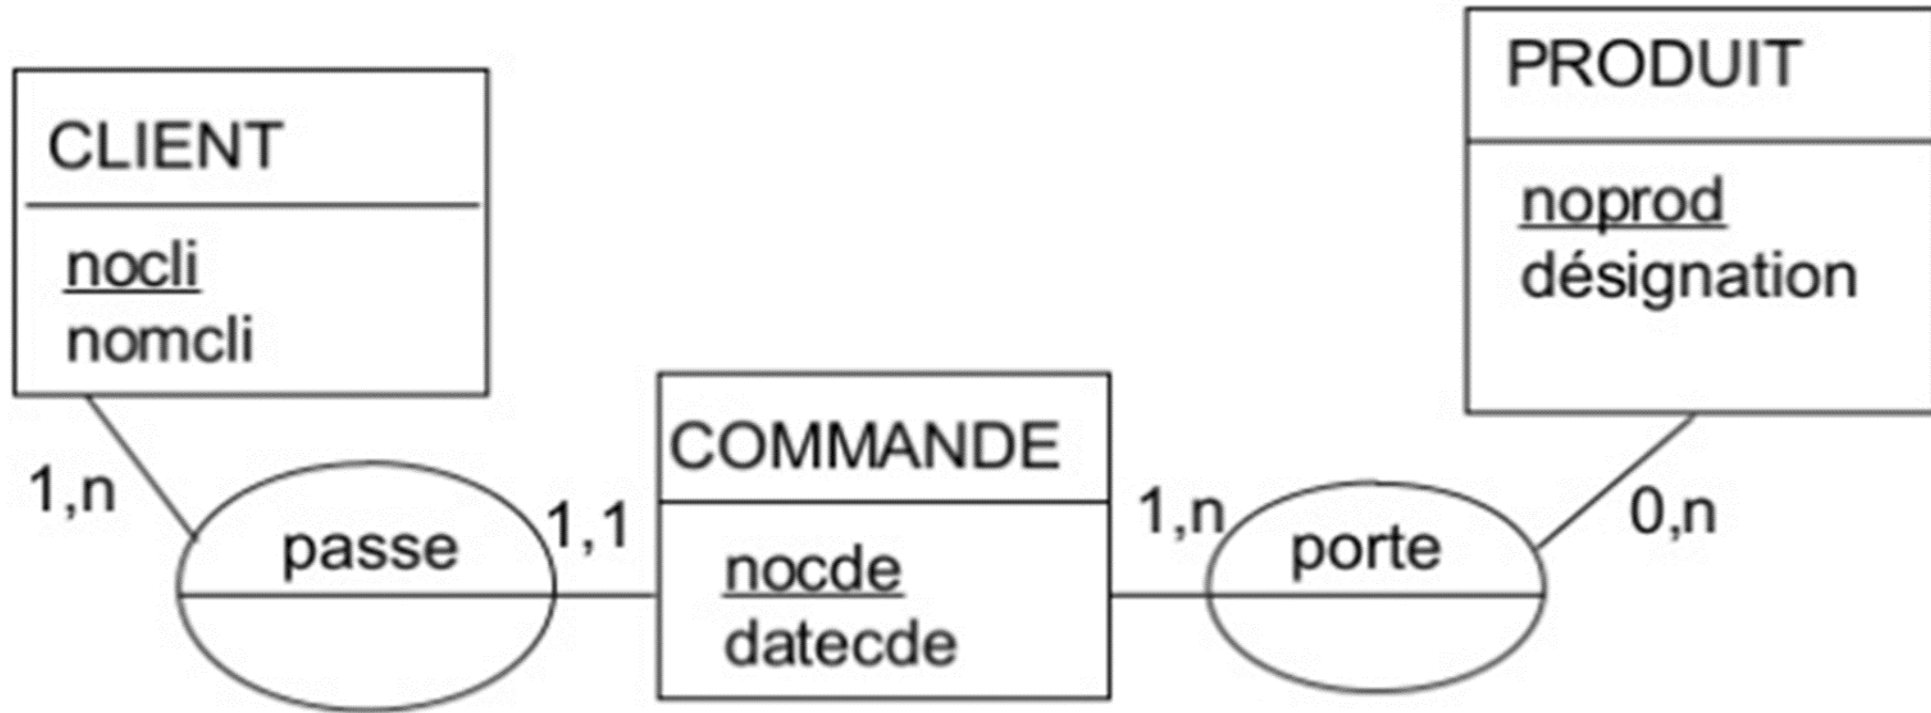 CLIENT
nocli
nomcli
1,n
passe
1,1
COMMANDE
nocde
datecde
1,n
porte
0,n
PRODUIT
noprod
désignation